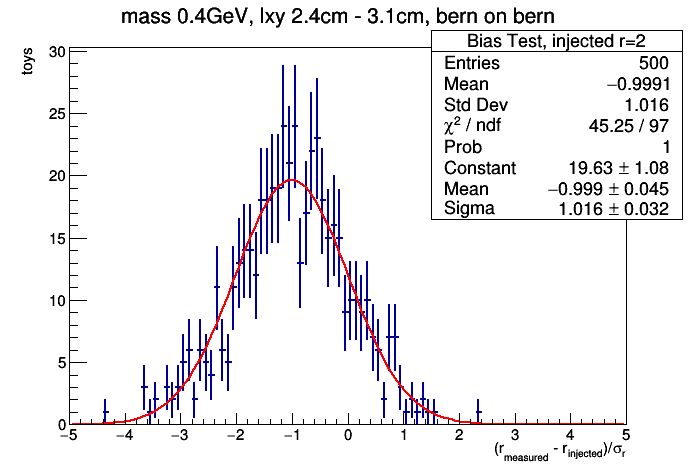 mass 0.4GeV, lxy 2.4cm - 3.1cm, bern on bern
Bias Test, injected r=2
Entries 500
Mean −0.9991
Std Dev 1.016
χ² / ndf 45.25 / 97
Prob 1
Constant 19.63 ± 1.08
Mean −0.999 ± 0.045
Sigma 1.016 ± 0.032
toys
30
25
20
15
10
5
0
−5 −4 −3 −2 −1 0 1 2 3 4 5
(r_measured - r_injected)/σ_r